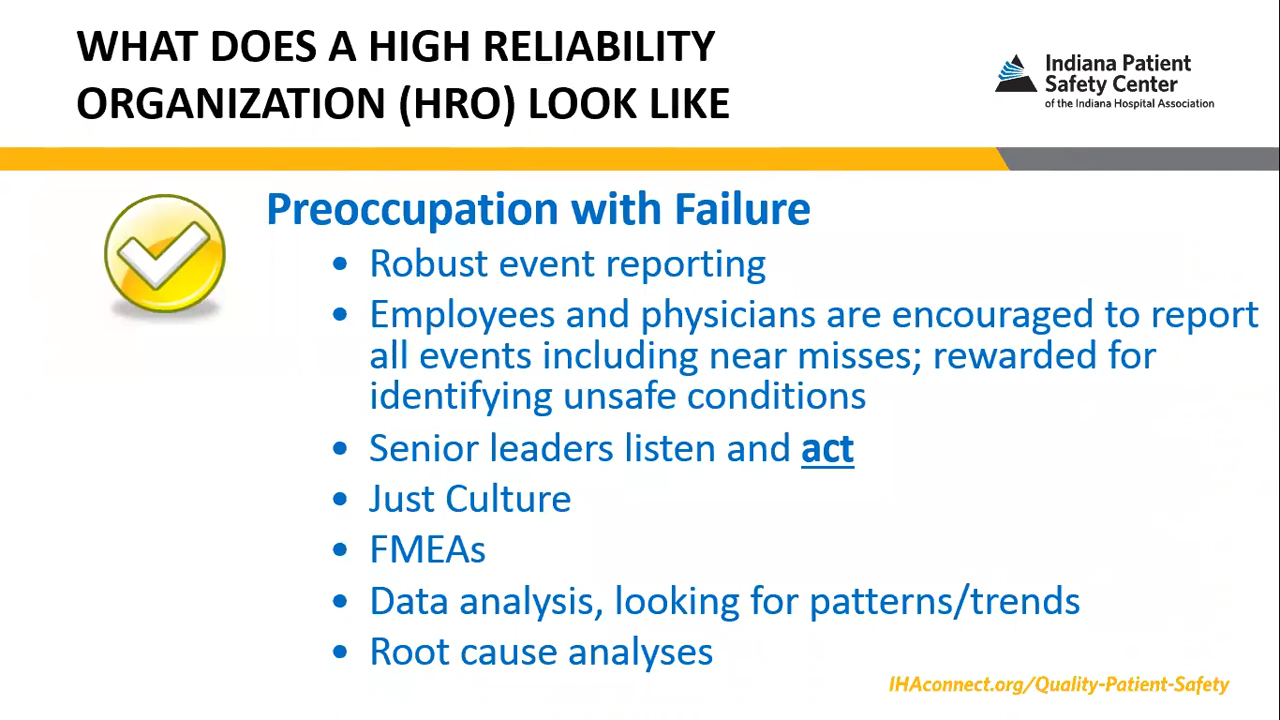 WHAT DOES A HIGH RELIABILITY
ORGANIZATION (HRO) LOOK LIKE
Indiana Patient
Safety Center
of the Indiana Hospital Association
Preoccupation with Failure
• Robust event reporting
• Employees and physicians are encouraged to report
all events including near misses; rewarded for
identifying unsafe conditions
• Senior leaders listen and act
• Just Culture
• FMEAs
• Data analysis, looking for patterns/trends
• Root cause analyses
IHAconnect.org/Quality-Patient-Safety